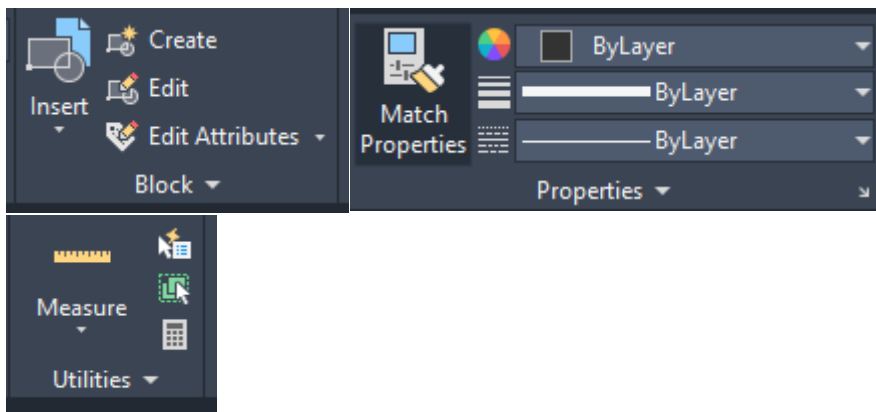 Create
Edit
Insert
Edit Attributes
Block
ByLayer
ByLayer
Match
Properties
ByLayer
Properties
Measure
Utilities